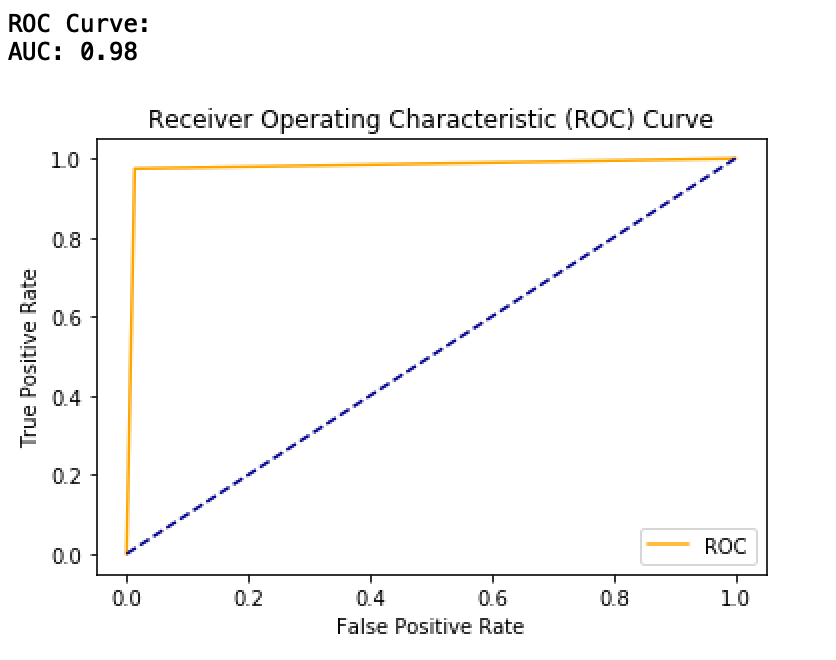 ROC Curve:
AUC: 0.98
Receiver Operating Characteristic (ROC) Curve
1.0
0.8
0.6
0.4
0.2
0.0
True Positive Rate
ROC
0.0 0.2 0.4 0.6 0.8 1.0
False Positive Rate